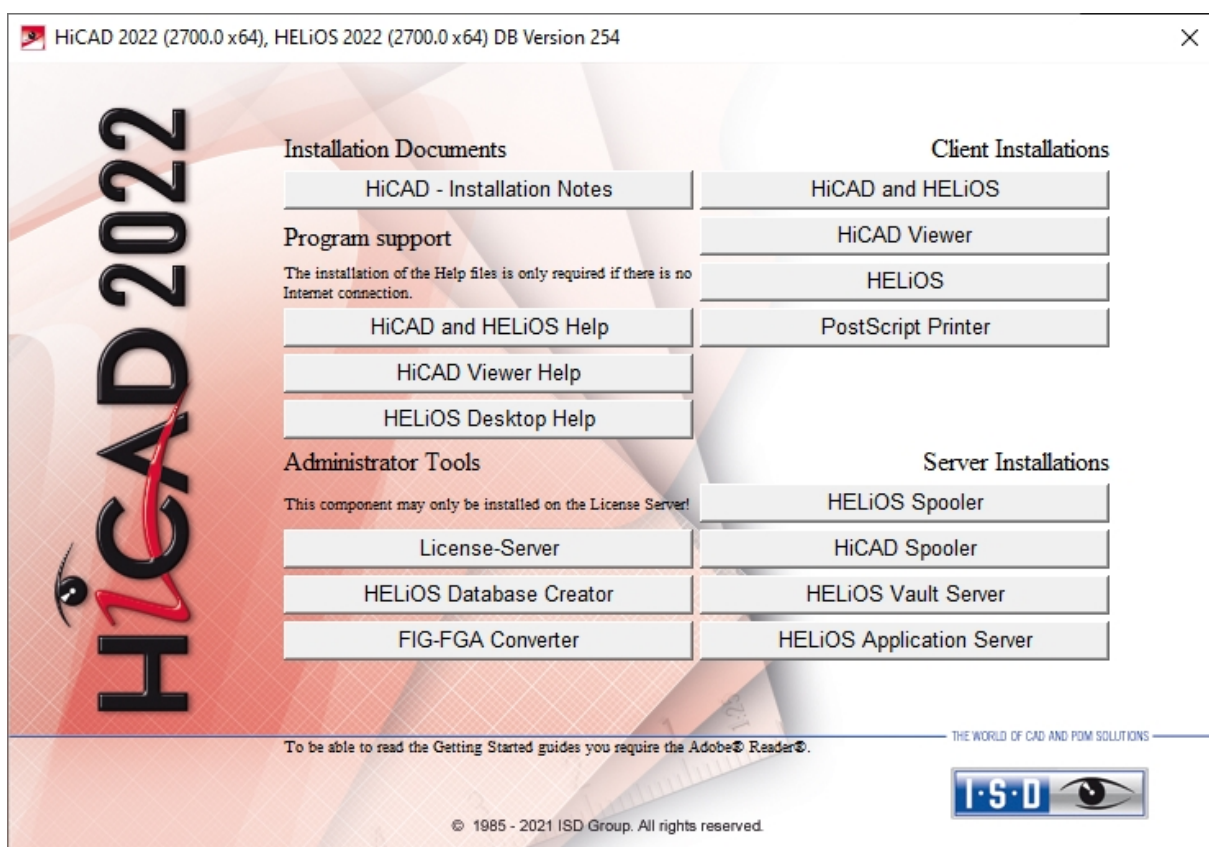 HiCAD 2022 (2700.0 x64), HELiOS 2022 (2700.0 x64) DB Version 254
HiCAD 2022
Installation Documents
HiCAD - Installation Notes
Program support
The installation of the Help files is only required if there is no
Internet connection.
HiCAD and HELiOS Help
HiCAD Viewer Help
HELiOS Desktop Help
Administrator Tools
This component may only be installed on the License Server!
License-Server
HELiOS Database Creator
FIG-FGA Converter
Client Installations
HiCAD and HELiOS
HiCAD Viewer
HELiOS
PostScript Printer
Server Installations
HELiOS Spooler
HiCAD Spooler
HELiOS Vault Server
HELiOS Application Server
To be able to read the Getting Started guides you require the Adobe® Reader®.
THE WORLD OF CAD AND PDM SOLUTIONS
I·S·D
© 1985 - 2021 ISD Group. All rights reserved.